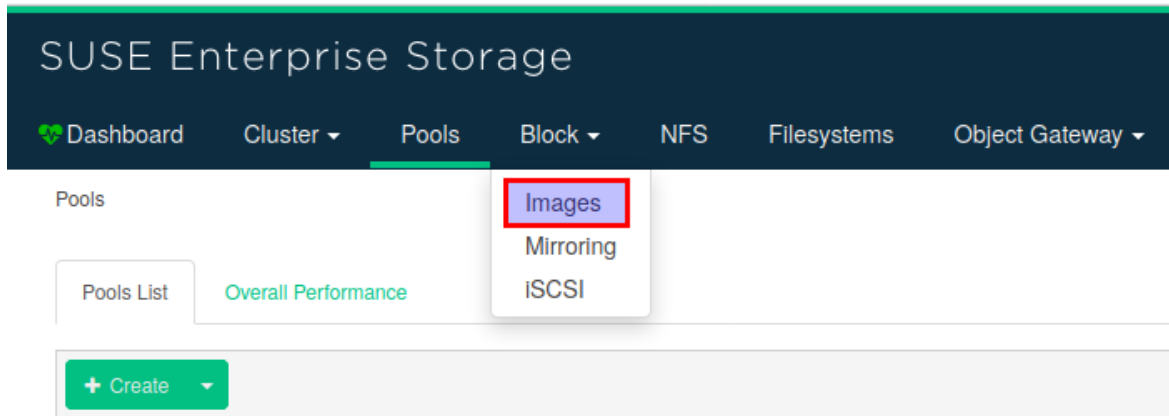 SUSE Enterprise Storage
Dashboard Cluster Pools Block NFS Filesystems Object Gateway
Pools
Images
Mirroring
iSCSI
Pools List Overall Performance
+ Create